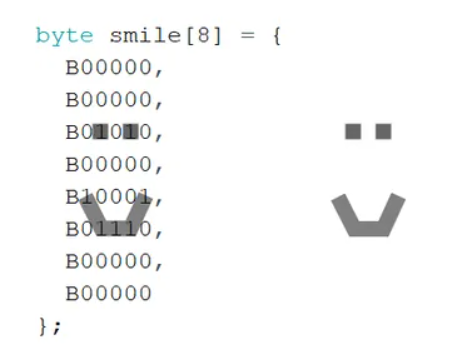 byte smile[8] = {
B00000,
B00000,
B01010,
B00000,
B10001,
B01110,
B00000,
B00000
};